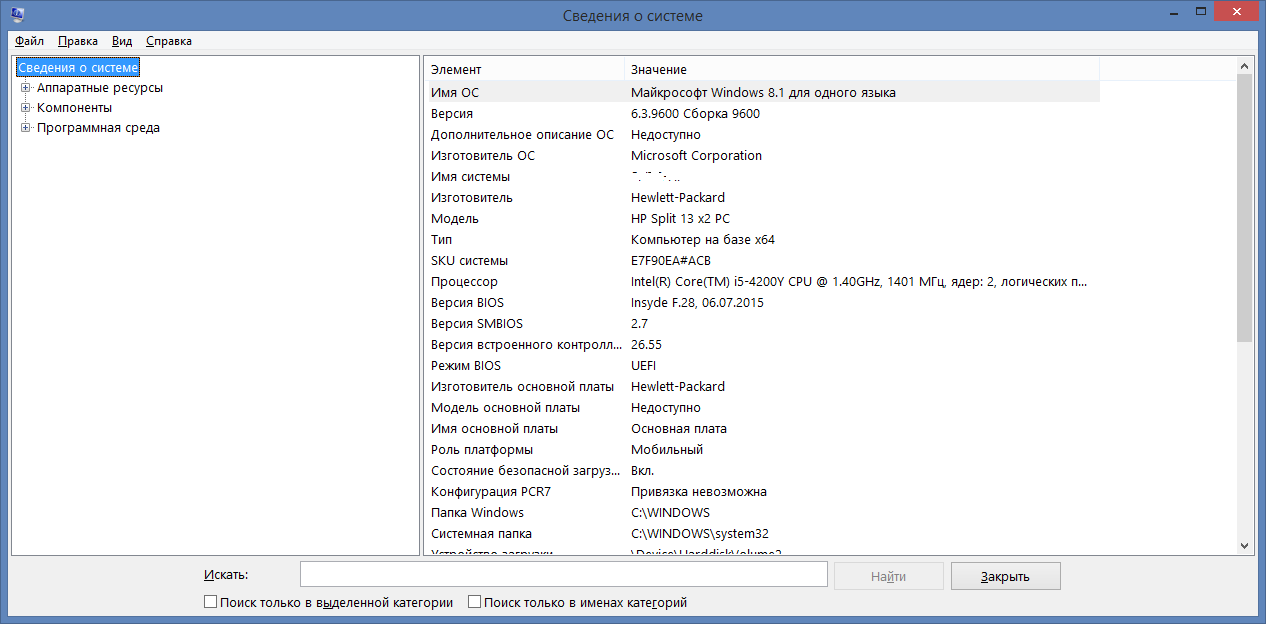 Сведения о системе
Файл Правка Вид Справка
Сведения о системе
Аппаратные ресурсы
Компоненты
Программная среда
Элемент Значение
Имя ОС Майкрософт Windows 8.1 для одного языка
Версия 6.3.9600 Сборка 9600
Дополнительное описание ОС Недоступно
Изготовитель ОС Microsoft Corporation
Имя системы
Изготовитель Hewlett-Packard
Модель HP Split 13 x2 PC
Тип Компьютер на базе x64
SKU системы E7F90EA#ACB
Процессор Intel(R) Core(TM) i5-4200Y CPU @ 1.40GHz, 1401 МГц, ядер: 2, логических п...
Версия BIOS Insyde F.28, 06.07.2015
Версия SMBIOS 2.7
Версия встроенного контролл... 26.55
Режим BIOS UEFI
Изготовитель основной платы Hewlett-Packard
Модель основной платы Недоступно
Имя основной платы Основная плата
Роль платформы Мобильный
Состояние безопасной загруз... Вкл.
Конфигурация PCR7 Привязка невозможна
Папка Windows C:\WINDOWS
Системная папка C:\WINDOWS\system32
Устройство загрузки \Device\HarddiskVolume2
Искать: Найти Закрыть
Поиск только в выделенной категории Поиск только в именах категорий